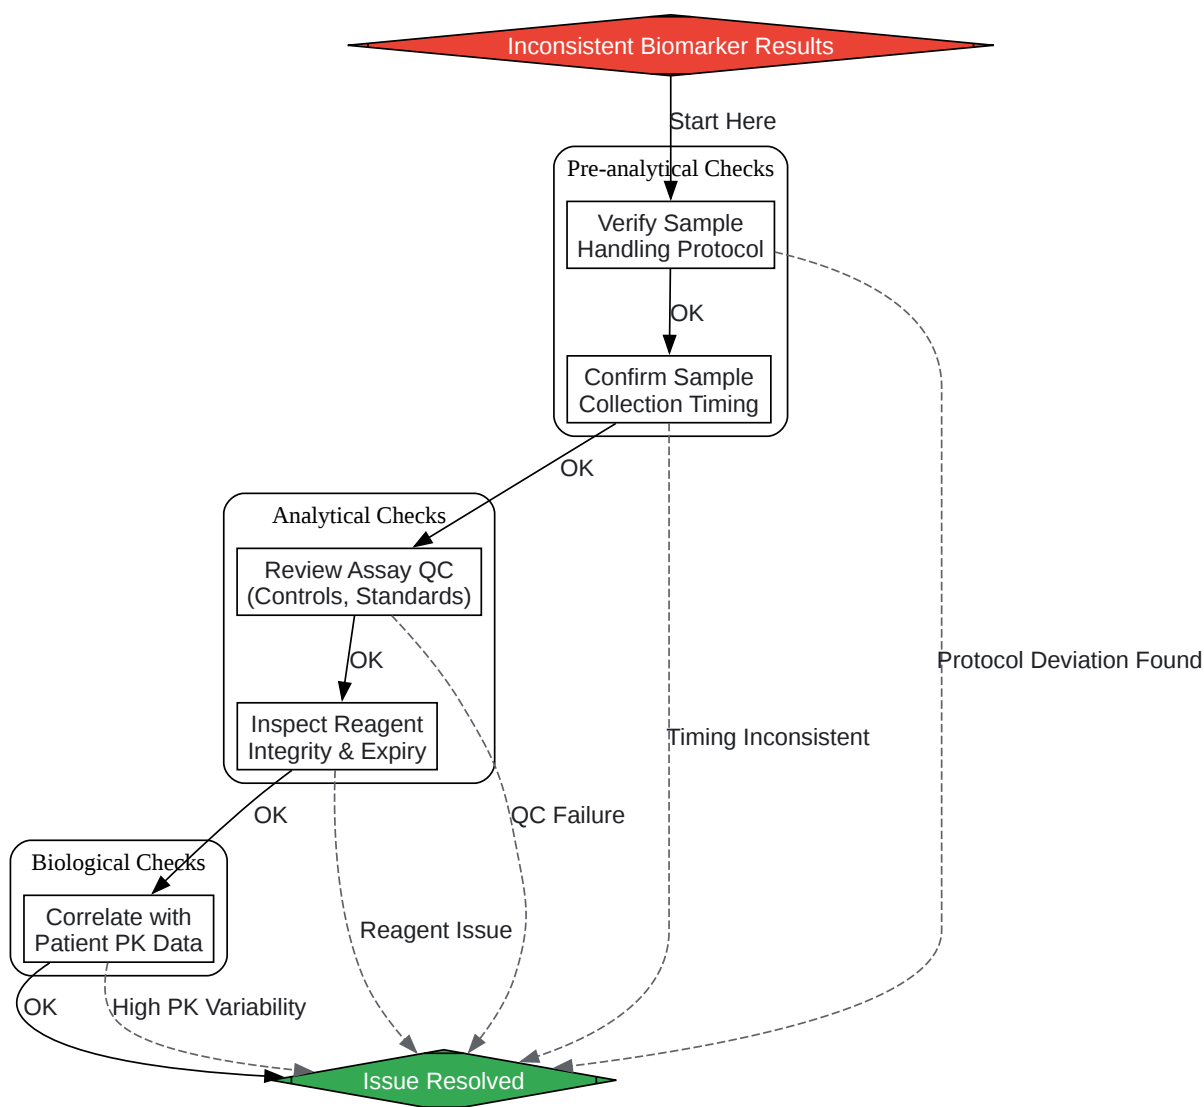 Inconsistent Biomarker Results
Start Here
Pre-analytical Checks
Verify Sample
Handling Protocol
OK
Confirm Sample
Collection Timing
OK
Analytical Checks
Review Assay QC
(Controls, Standards)
OK
Protocol Deviation Found
Inspect Reagent
Integrity & Expiry
Timing Inconsistent
OK
QC Failure
Biological Checks
Correlate with
Patient PK Data
Reagent Issue
OK
High PK Variability
Issue Resolved